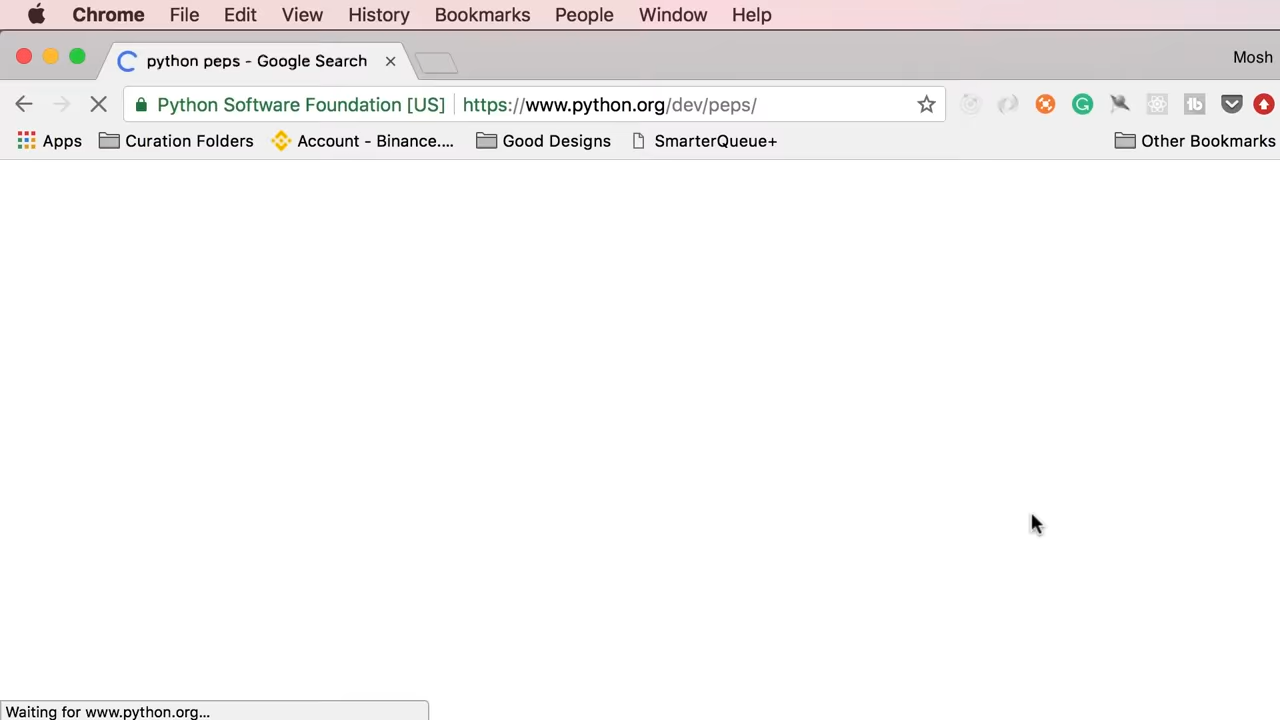 Chrome File Edit View History Bookmarks People Window Help
python peps - Google Search Mosh
Python Software Foundation [US] https://www.python.org/dev/peps/
Apps Curation Folders Account - Binance.... Good Designs SmarterQueue+ Other Bookmarks
Waiting for www.python.org...